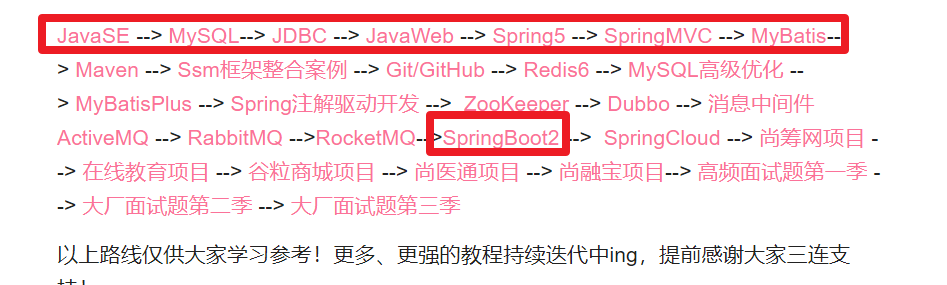 JavaSE --> MySQL--> JDBC --> JavaWeb --> Spring5 --> SpringMVC --> MyBatis--
> Maven --> Ssm框架整合案例 --> Git/GitHub --> Redis6 --> MySQL高级优化 --
> MyBatisPlus --> Spring注解驱动开发 --> ZooKeeper --> Dubbo --> 消息中间件
ActiveMQ --> RabbitMQ -->RocketMQ-->SpringBoot2 --> SpringCloud --> 尚筹网项目 -
-> 在线教育项目 --> 谷粒商城项目 --> 尚医通项目 --> 尚融宝项目--> 高频面试题第一季 -
-> 大厂面试题第二季 --> 大厂面试题第三季
以上路线仅供大家学习参考！更多、更强的教程持续迭代中ing，提前感谢大家三连支
持！